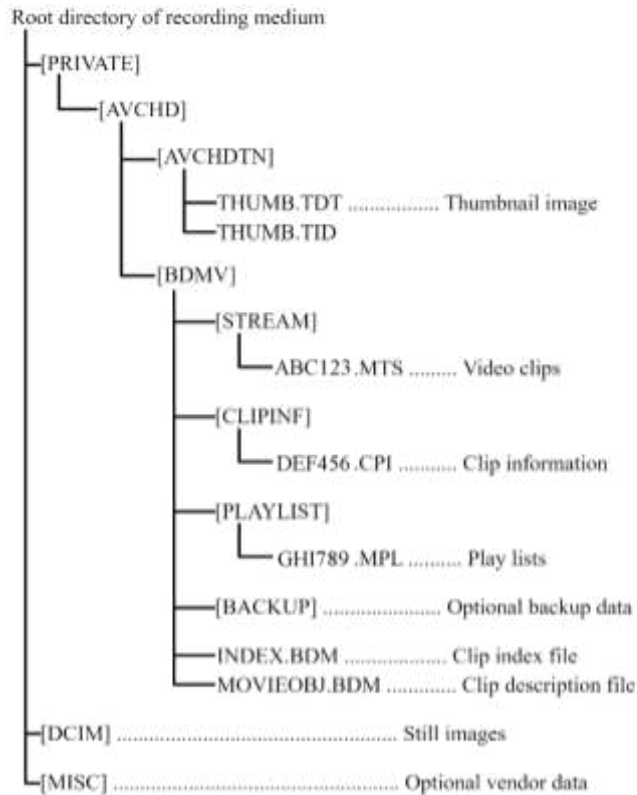 Root directory of recording medium
[PRIVATE]
[AVCHD]
[AVCHDTN]
THUMB.TDT ................. Thumbnail image
THUMB.TID
[BDMV]
[STREAM]
ABC123.MTS ......... Video clips
[CLIPINF]
DEF456.CPI ........... Clip information
[PLAYLIST]
GHI789.MPL .......... Play lists
[BACKUP] ..................... Optional backup data
INDEX.BDM .................. Clip index file
MOVIEOBJ.BDM ............ Clip description file
[DCIM] .................................................. Still images
[MISC] .................................................... Optional vendor data